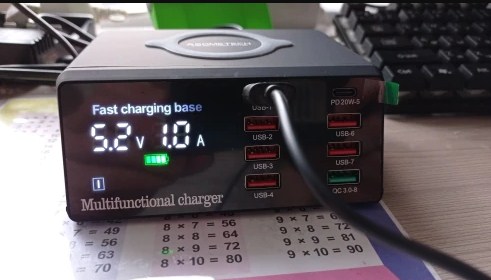 Fast charging base
5.2 V 1.0 A
Multifunctional charger
USB-1
USB-2
USB-3
USB-4
PD 20W-5
USB-6
USB-7
QC 3.0-8
= 49
= 56
= 63
= 70
8 × 7 = 56
8 × 8 = 64
8 × 9 = 72
8 × 10 = 80
9 × 7 =
9 × 8 = 72
9 × 9 = 81
9 × 10 = 90